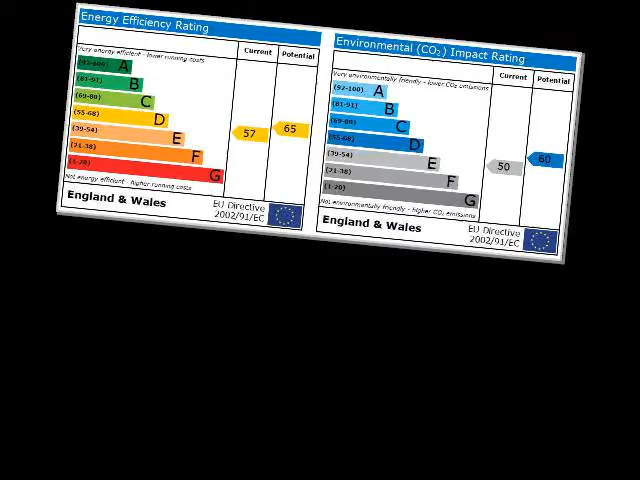 Energy Efficiency Rating
Current
Potential
Very energy efficient - lower running costs
(92-100) A
(81-91) B
(69-80) C
(55-68) D
(39-54) E
(21-38) F
(1-20) G
57
65
Not energy efficient - higher running costs
England & Wales
EU Directive
2002/91/EC
Environmental (CO₂) Impact Rating
Current
Potential
Very environmentally friendly - lower CO₂ emissions
(92-100) A
(81-91) B
(69-80) C
(55-68) D
(39-54) E
(21-38) F
(1-20) G
50
60
Not environmentally friendly - higher CO₂ emissions
England & Wales
EU Directive
2002/91/EC